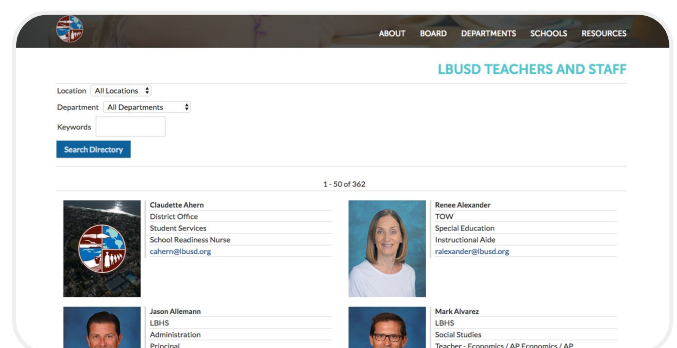 ABOUT BOARD DEPARTMENTS SCHOOLS RESOURCES
LBUSD TEACHERS AND STAFF
Location All Locations
Department All Departments
Keywords
Search Directory
1 - 50 of 362
Claudette Ahern
District Office
Student Services
School Readiness Nurse
cahern@lbusd.org
Renee Alexander
TOW
Special Education
Instructional Aide
ralexander@lbusd.org
Jason Allemann
LBHS
Administration
Principal
Mark Alvarez
LBHS
Social Studies
Teacher - Economics / AP Economics / AP